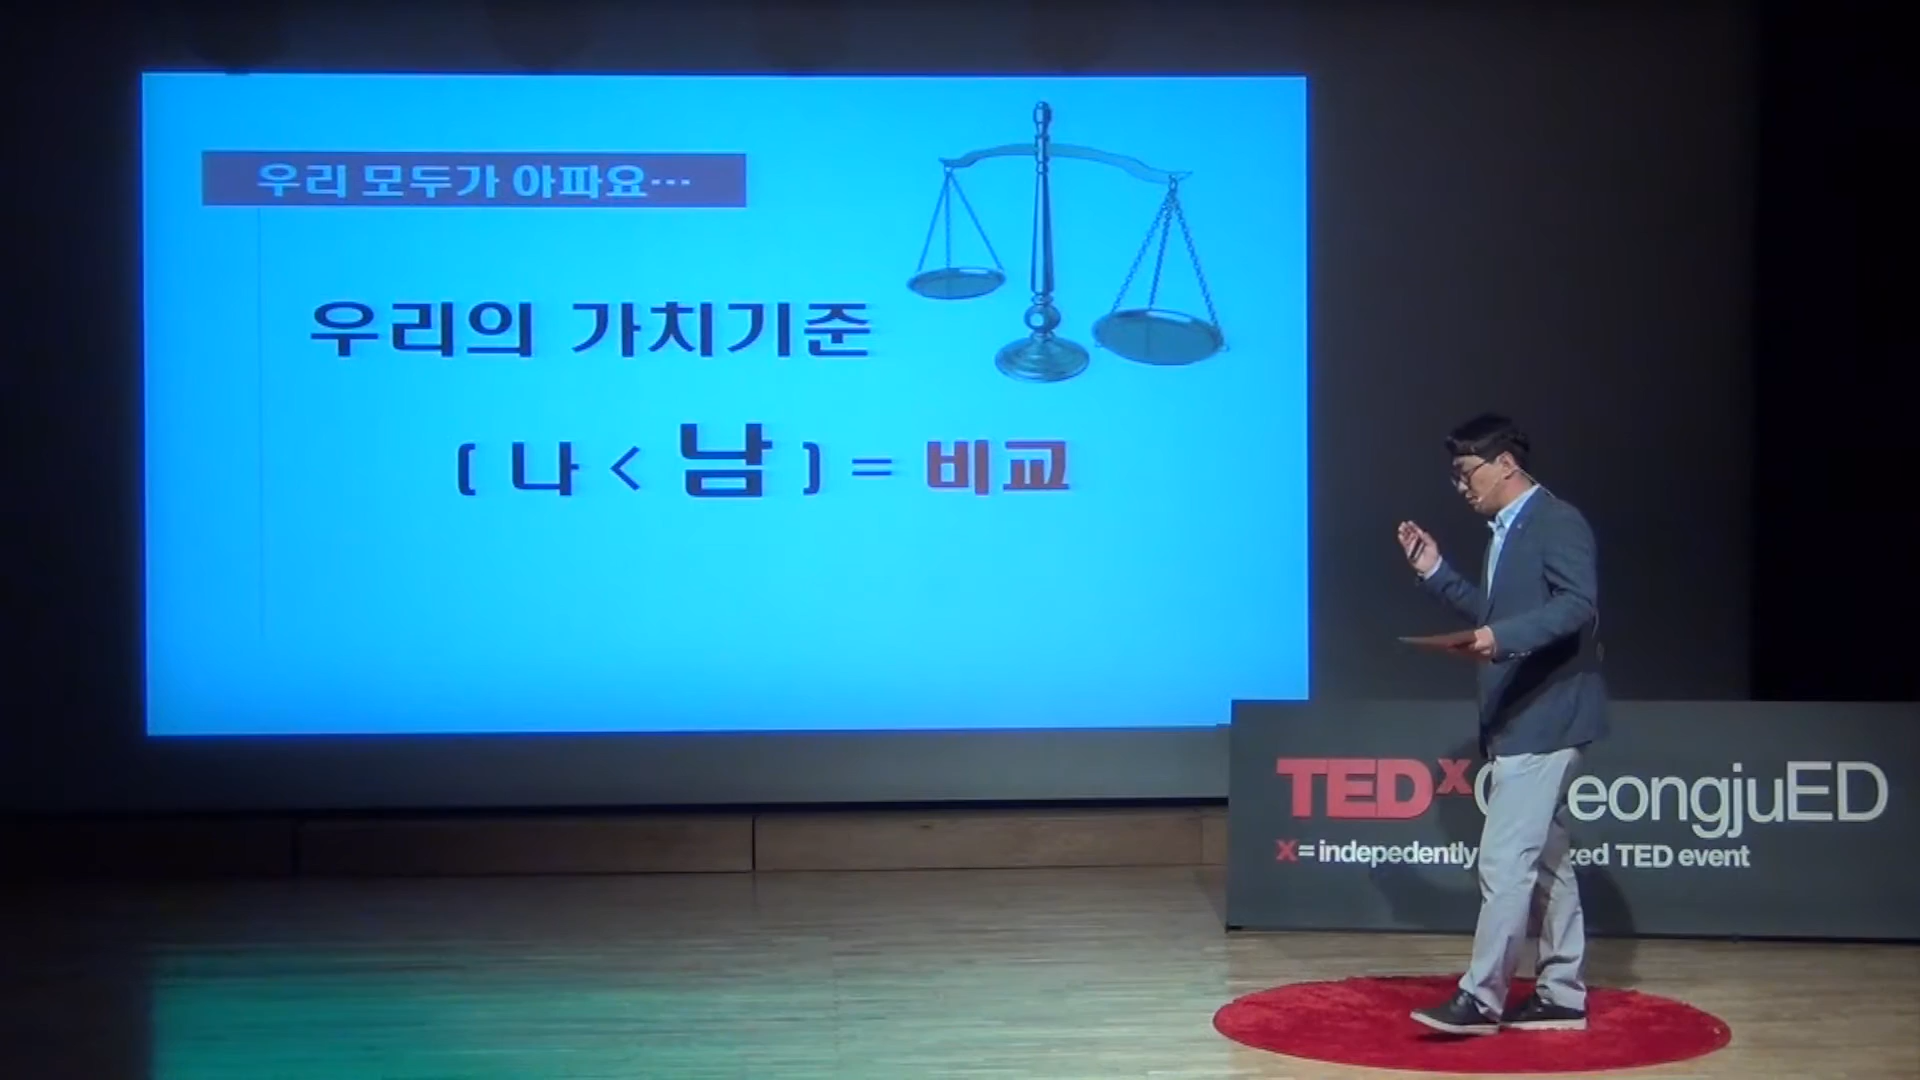 우리 모두가 아파요…
우리의 가치기준
( 나 < 남 ) = 비교
TEDx eongjuED
X = indepedently zed TED event